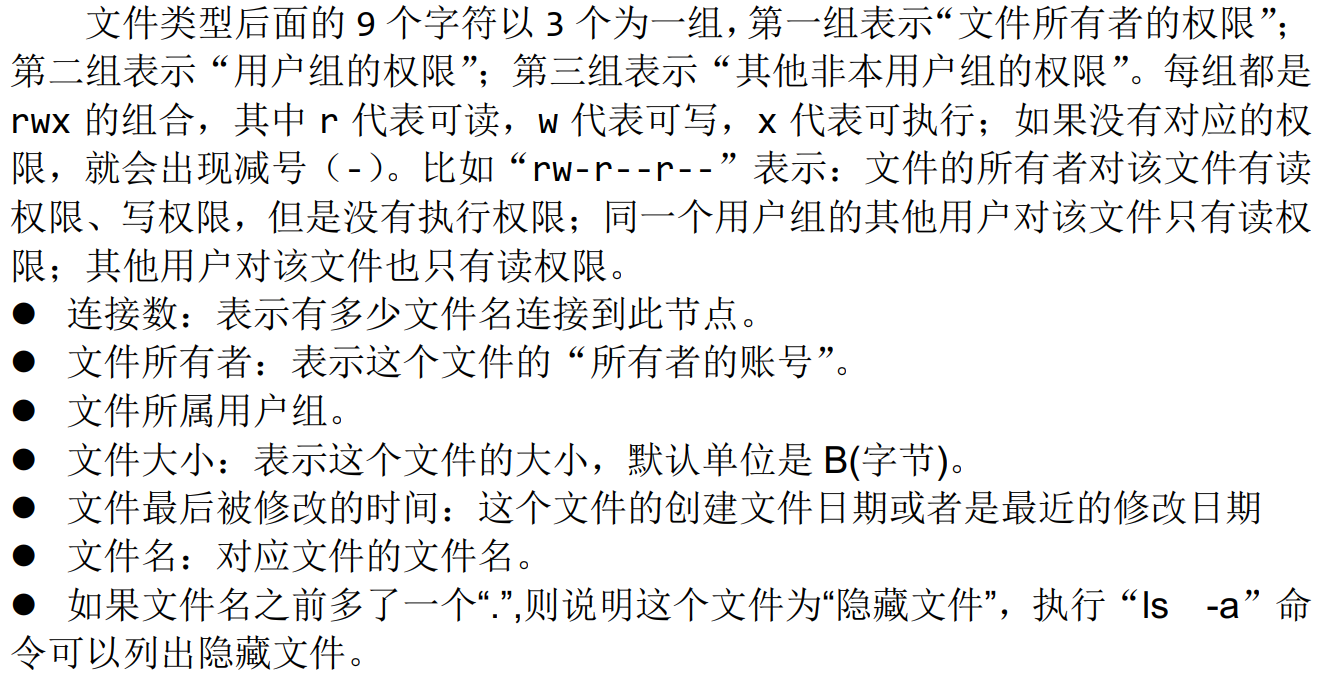 文件类型后面的 9 个字符以 3 个为一组，第一组表示“文件所有者的权限”；
第二组表示“用户组的权限”；第三组表示“其他非本用户组的权限”。每组都是
rwx 的组合，其中 r 代表可读，w 代表可写，x 代表可执行；如果没有对应的权
限，就会出现减号（-）。比如“rw-r--r--”表示：文件的所有者对该文件有读
权限、写权限，但是没有执行权限；同一个用户组的其他用户对该文件只有读权
限；其他用户对该文件也只有读权限。
● 连接数：表示有多少文件名连接到此节点。
● 文件所有者：表示这个文件的“所有者的账号”。
● 文件所属用户组。
● 文件大小：表示这个文件的大小，默认单位是 B(字节)。
● 文件最后被修改的时间：这个文件的创建文件日期或者是最近的修改日期
● 文件名：对应文件的文件名。
● 如果文件名之前多了一个“.”,则说明这个文件为“隐藏文件”，执行“ls -a”命
令可以列出隐藏文件。